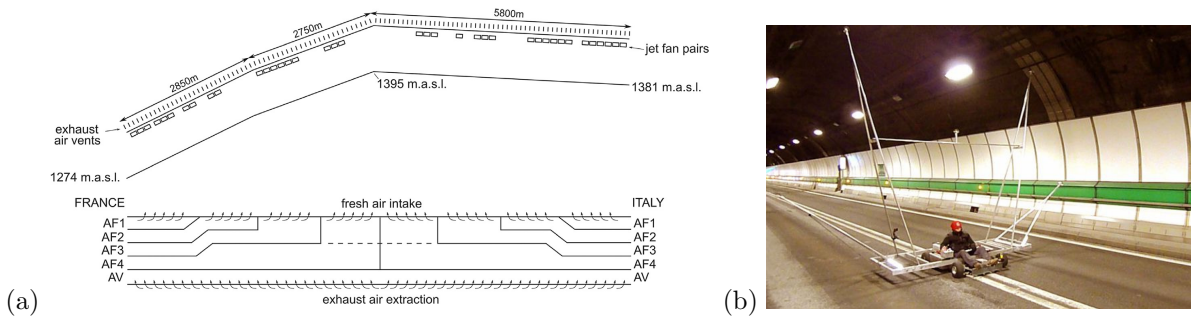 2850m
2750m
5800m
jet fan pairs
exhaust
air vents
1395 m.a.s.l.
1381 m.a.s.l.
1274 m.a.s.l.
FRANCE
fresh air intake
ITALY
AF1
AF1
AF2
AF2
AF3
AF3
AF4
AF4
AV
AV
exhaust air extraction
(a)
(b)